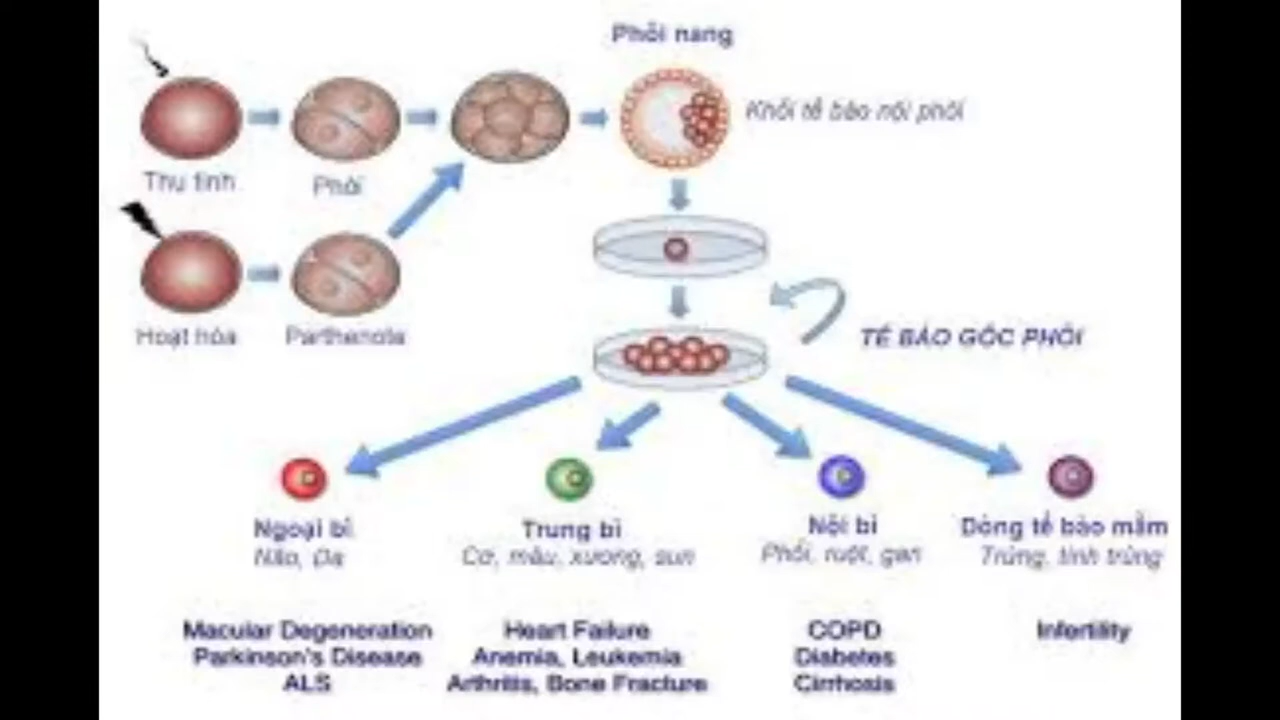 Phôi nang
Khối tế bào nội phôi
Thụ tinh
Phôi
Hoạt hóa
Parthenote
TẾ BÀO GỐC PHÔI
Ngoại bì
Não, Da
Trung bì
Cơ, máu, xương, sụn
Nội bì
Phổi, ruột, gan
Dòng tế bào mầm
Trứng, tinh trùng
Macular Degeneration
Parkinson's Disease
ALS
Heart Failure
Anemia, Leukemia
Arthritis, Bone Fracture
COPD
Diabetes
Cirrhosis
Infertility